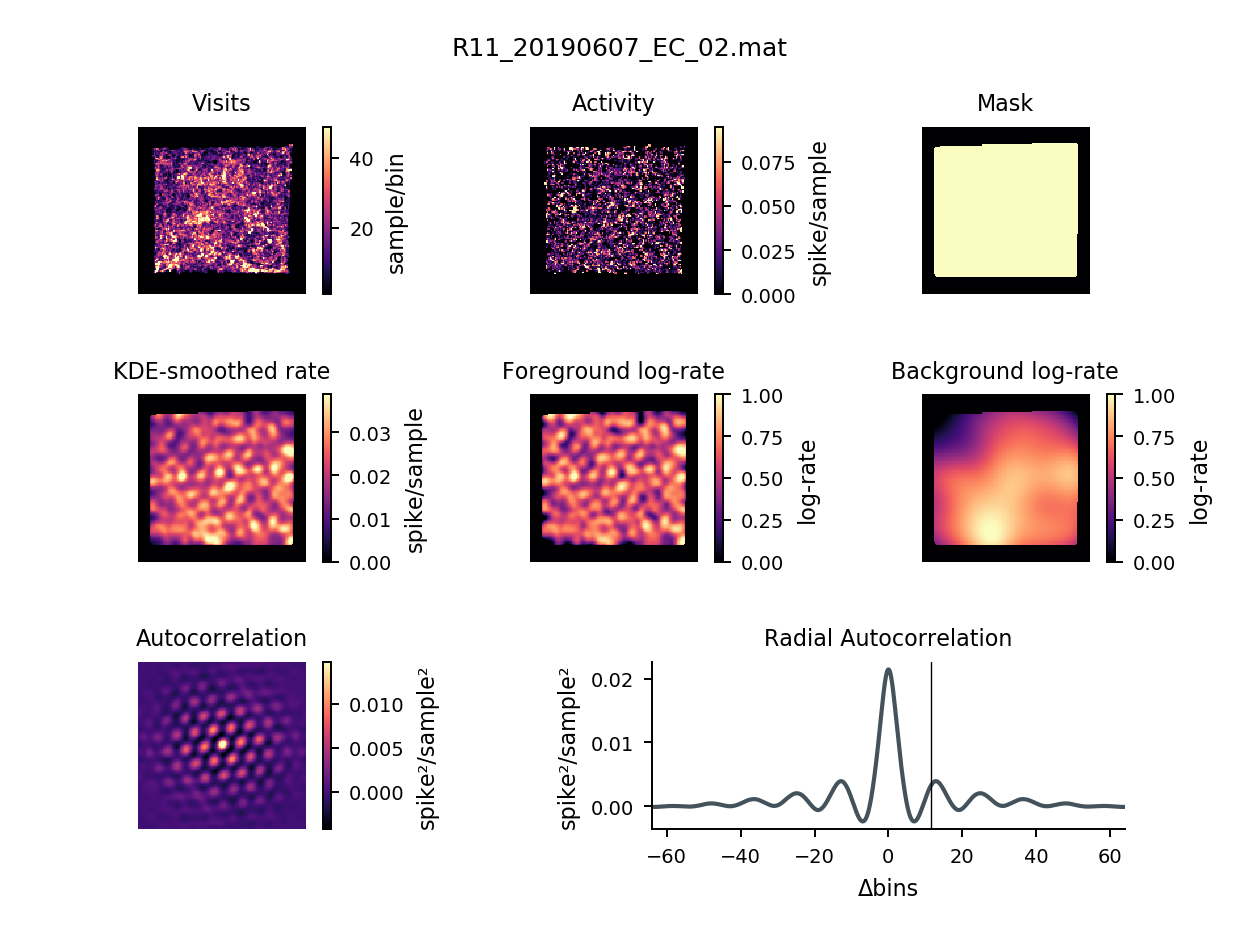 R11_20190607_EC_02.mat
Visits
Activity
Mask
40
20
sample/bin
0.075
0.050
0.025
0.000
spike/sample
KDE-smoothed rate
Foreground log-rate
Background log-rate
0.03
0.02
0.01
0.00
spike/sample
1.00
0.75
0.50
0.25
0.00
log-rate
1.00
0.75
0.50
0.25
0.00
log-rate
Autocorrelation
Radial Autocorrelation
0.010
0.005
0.000
spike²/sample²
spike²/sample²
0.02
0.01
0.00
−60 −40 −20 0 20 40 60
Δbins